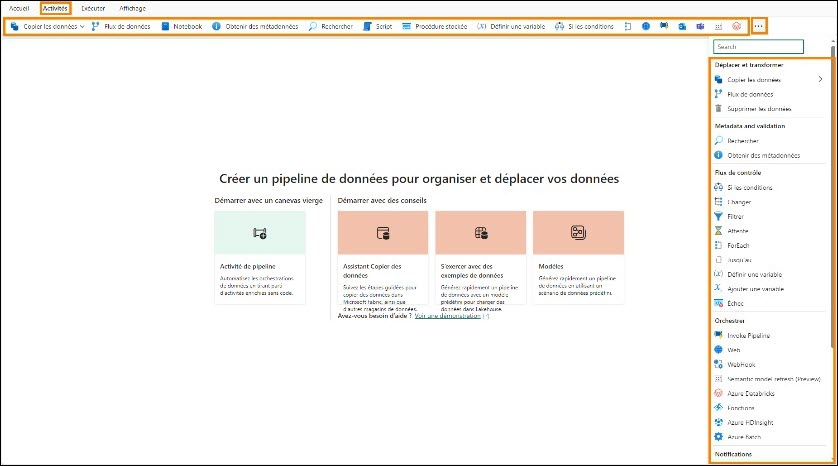 Accueil Activités Exécuter Affichage
Copier les données Flux de données Notebook Obtenir des métadonnées Rechercher Script Procédure stockée (x) Définir une variable Si les conditions ...
Search
Déplacer et transformer
Copier les données
Flux de données
Supprimer les données
Metadata and validation
Rechercher
Obtenir des métadonnées
Flux de contrôle
Si les conditions
Changer
Filtrer
Attente
ForEach
Jusqu'au
Définir une variable
Ajouter une variable
Échec
Orchestrer
Invoke Pipeline
Web
WebHook
Semantic model refresh (Preview)
Azure Databricks
Fonctions
Azure HDInsight
Azure Batch
Notifications
Créer un pipeline de données pour organiser et déplacer vos données
Démarrer avec un canevas vierge
Activité de pipeline
Automatisez les orchestrations
de données en tirant parti
d'activités enrichies sans code.
Démarrer avec des conseils
Assistant Copier des
données
Suivez les étapes guidées pour
copier des données dans
Microsoft Fabric, ainsi que
d'autres magasins de données.
S'exercer avec des
exemples de données
Générez rapidement un pipeline
de données avec un modèle
prédéfini pour charger des
données dans Lakehouse.
Modèles
Générez rapidement un pipeline
de données en utilisant un
scénario de données prédéfini.
Avez-vous besoin d'aide ? Voir une démonstration